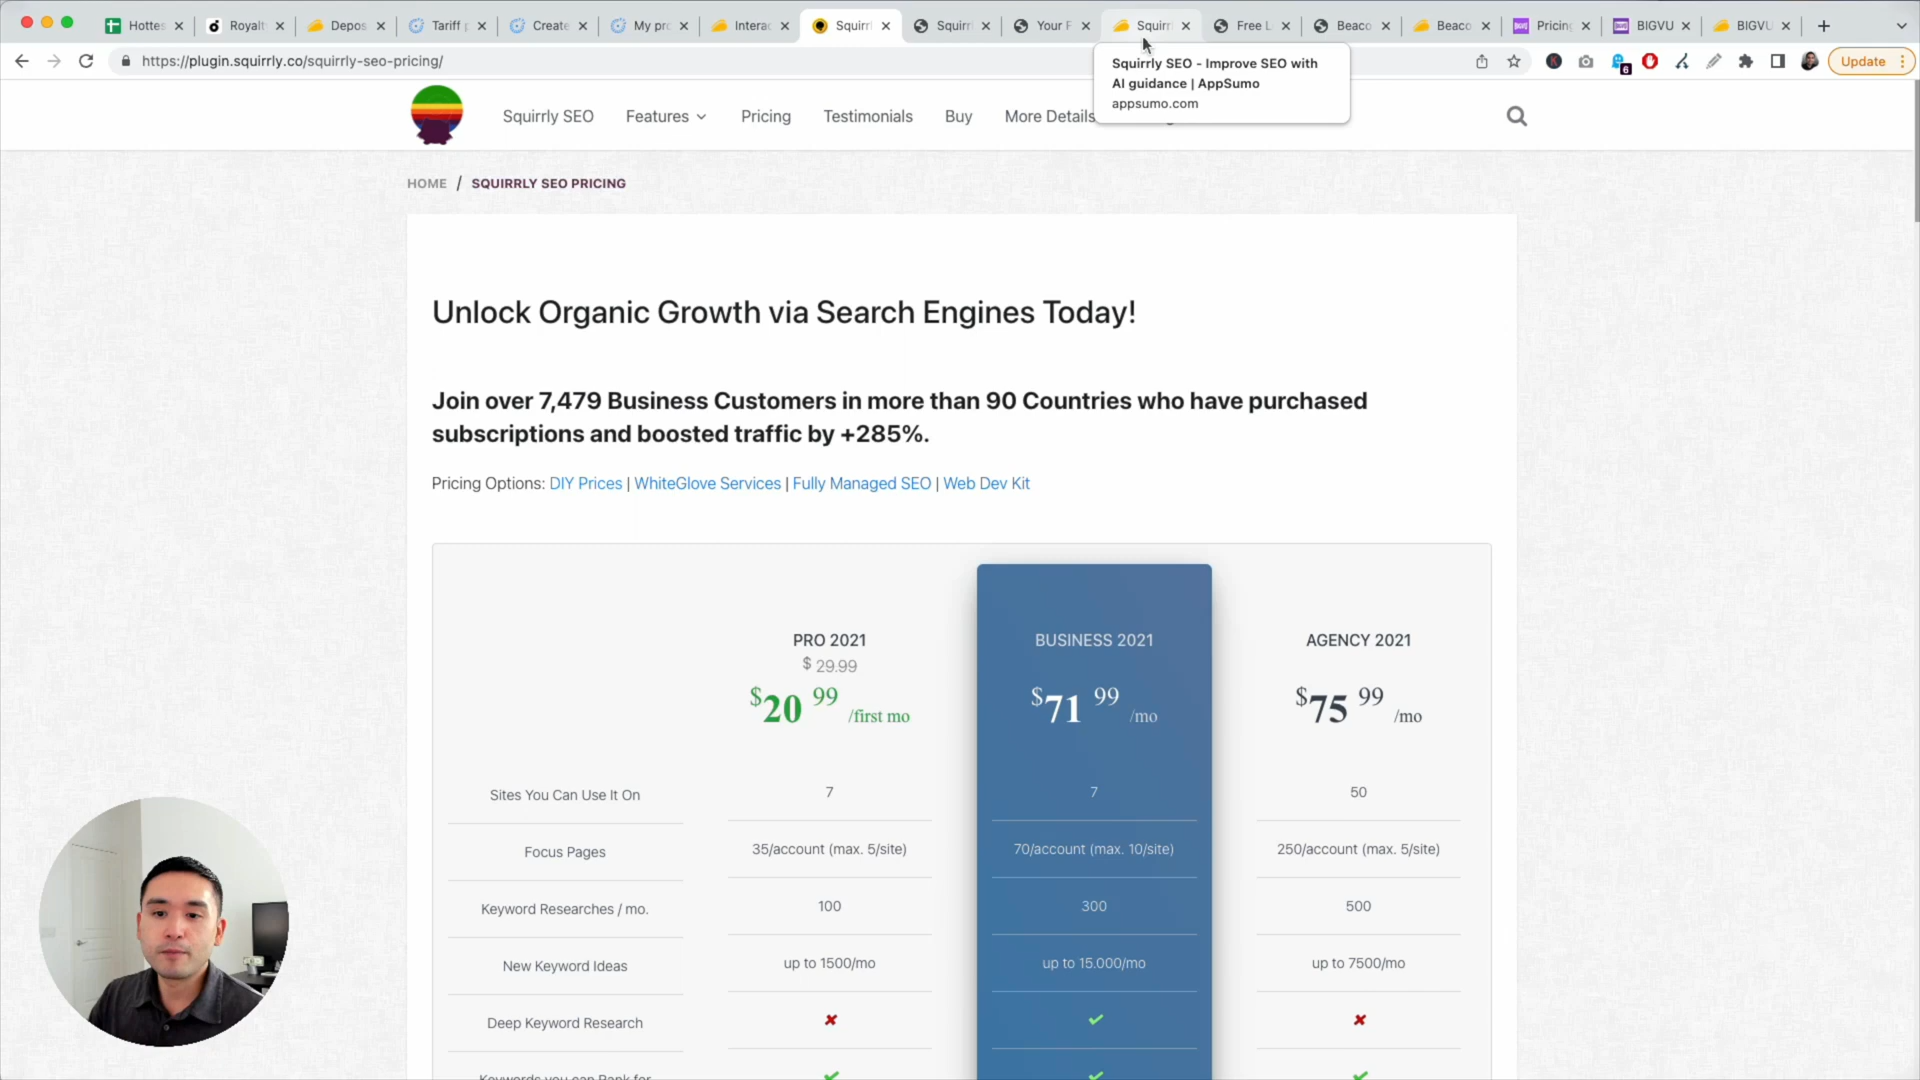 Hottes
Royalt
Depos
Tariff p
Create
My pro
Interac
Squirr
Squirr
Your F
Squirr
Free L
Beaco
Beaco
Pricing
BIGVU
BIGVU
https://plugin.squirrly.co/squirrly-seo-pricing/
6
Update
Squirrly SEO - Improve SEO with
AI guidance | AppSumo
appsumo.com
Squirrly SEO
Features
Pricing
Testimonials
Buy
More Details
HOME / SQUIRRLY SEO PRICING
Unlock Organic Growth via Search Engines Today!
Join over 7,479 Business Customers in more than 90 Countries who have purchased
subscriptions and boosted traffic by +285%.
Pricing Options: DIY Prices | WhiteGlove Services | Fully Managed SEO | Web Dev Kit
PRO 2021 BUSINESS 2021 AGENCY 2021
$ 29.99
$20 99 /first mo $71 99 /mo $75 99 /mo
Sites You Can Use It On 7 7 50
Focus Pages 35/account (max. 5/site) 70/account (max. 10/site) 250/account (max. 5/site)
Keyword Researches / mo. 100 300 500
New Keyword Ideas up to 1500/mo up to 15.000/mo up to 7500/mo
Deep Keyword Research
Keywords you can Rank for